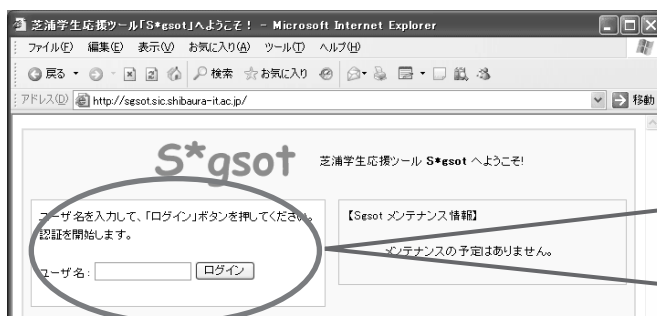 芝浦学生応援ツール「S*gsot」へようこそ！ - Microsoft Internet Explorer
ファイル(F) 編集(E) 表示(V) お気に入り(A) ツール(T) ヘルプ(H)
戻る 検索 お気に入り
アドレス(D) http://sgsot.sic.shibaura-it.ac.jp/ 移動
S*gsot 芝浦学生応援ツール S*gsot へようこそ!
ユーザ名を入力して、「ログイン」ボタンを押してください。
認証を開始します。
ユーザ名: ログイン
【Sgsot メンテナンス情報】
メンテナンスの予定はありません。